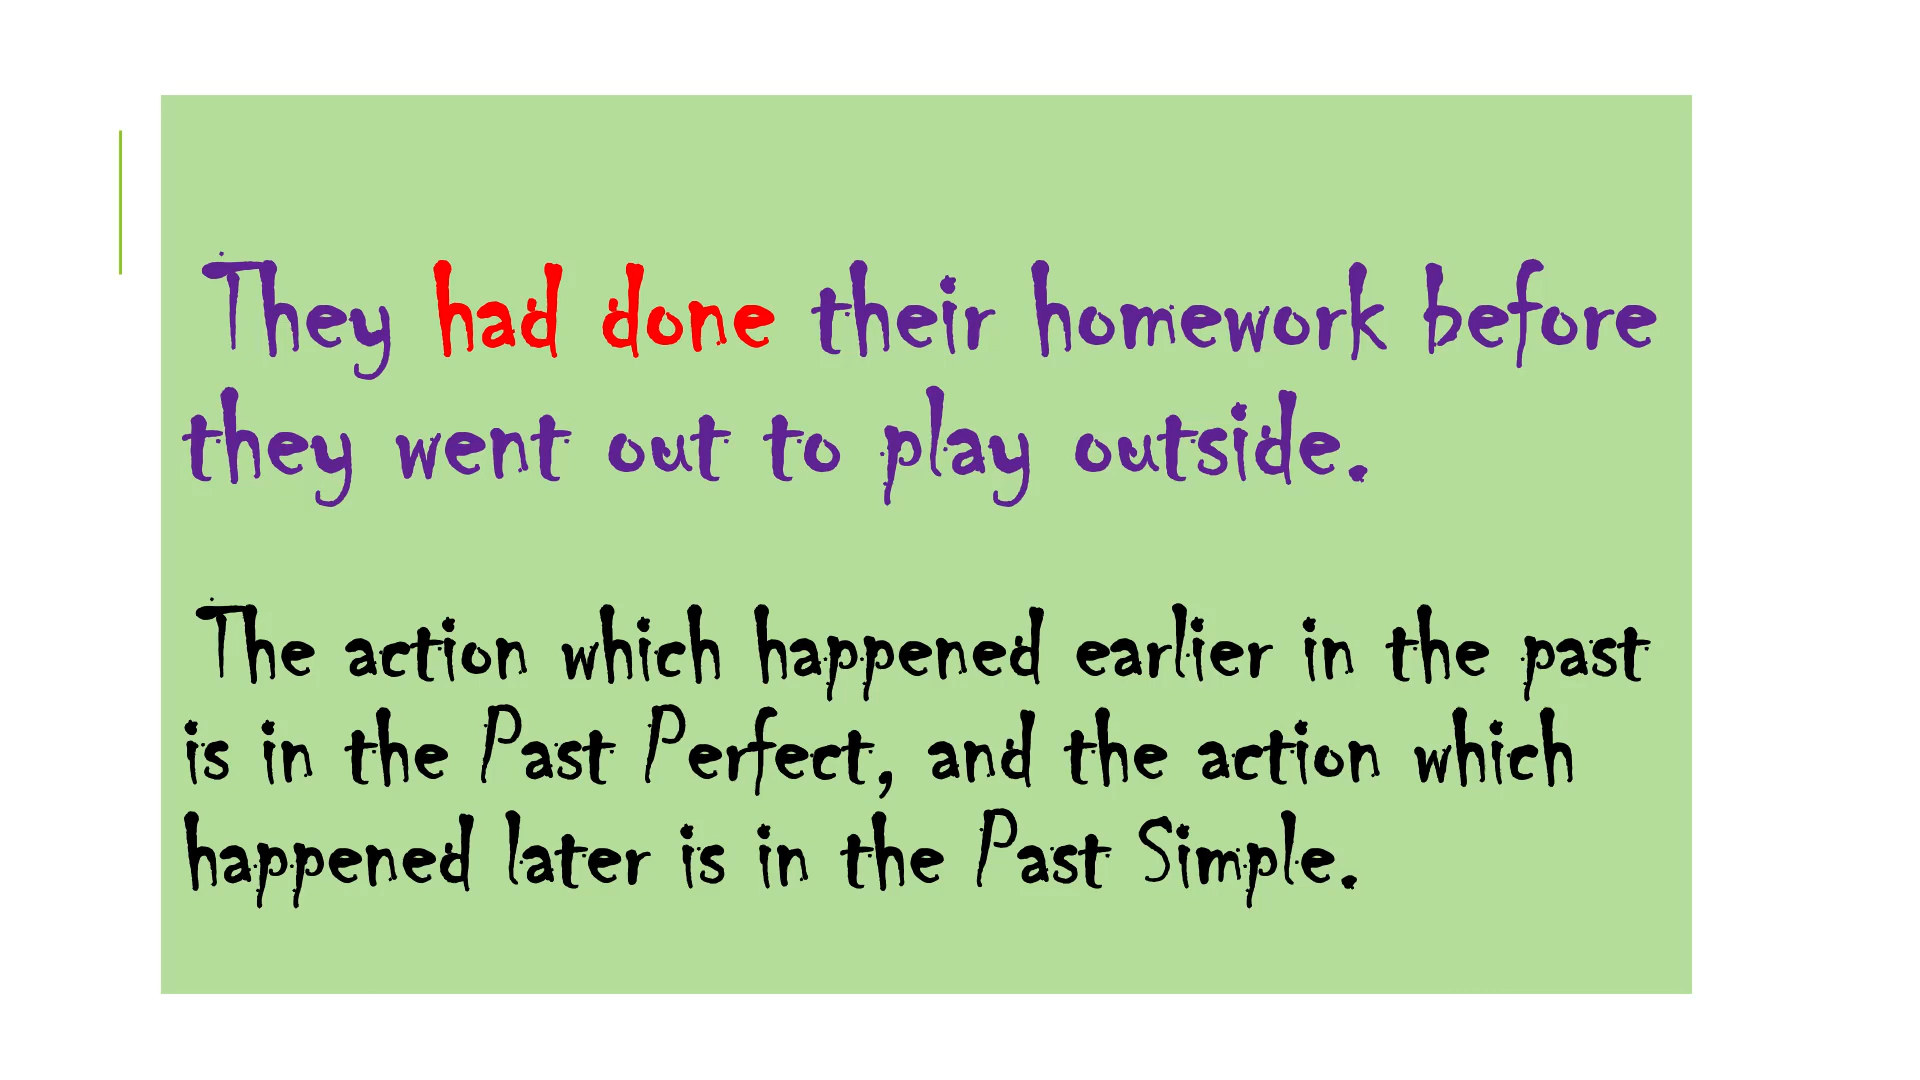 They had done their homework before
they went out to play outside.
The action which happened earlier in the past
is in the Past Perfect, and the action which
happened later is in the Past Simple.